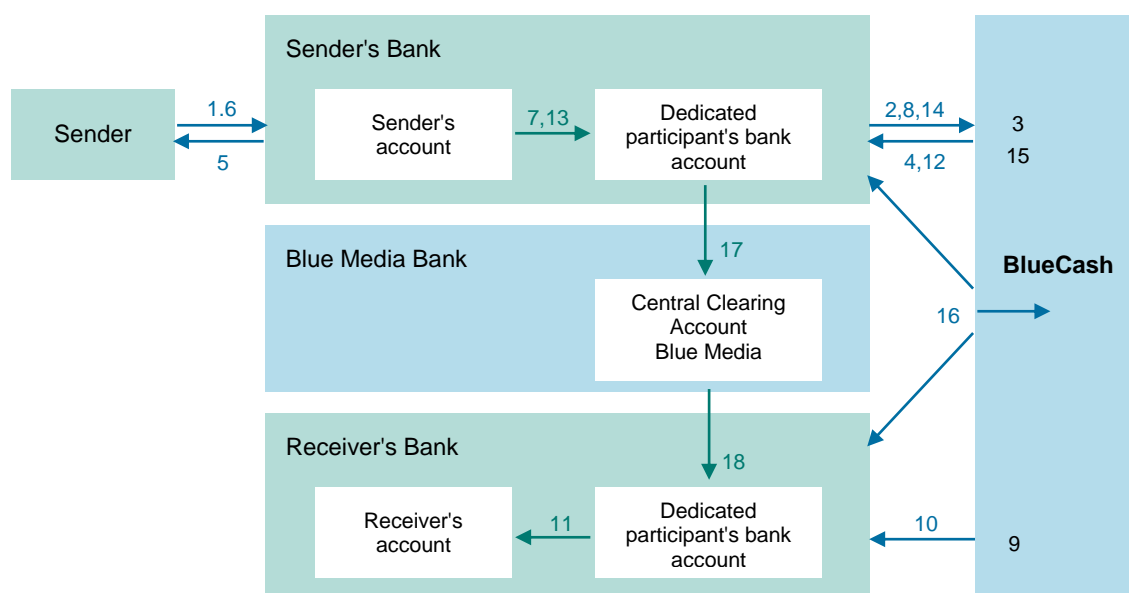 Sender's Bank
Sender
1.6
5
Sender's
account
7,13
Dedicated
participant's bank
account
2,8,14
4,12
3
15
17
Blue Media Bank
Central Clearing
Account
Blue Media
BlueCash
16
Receiver's Bank
18
Receiver's
account
11
Dedicated
participant's bank
account
10
9